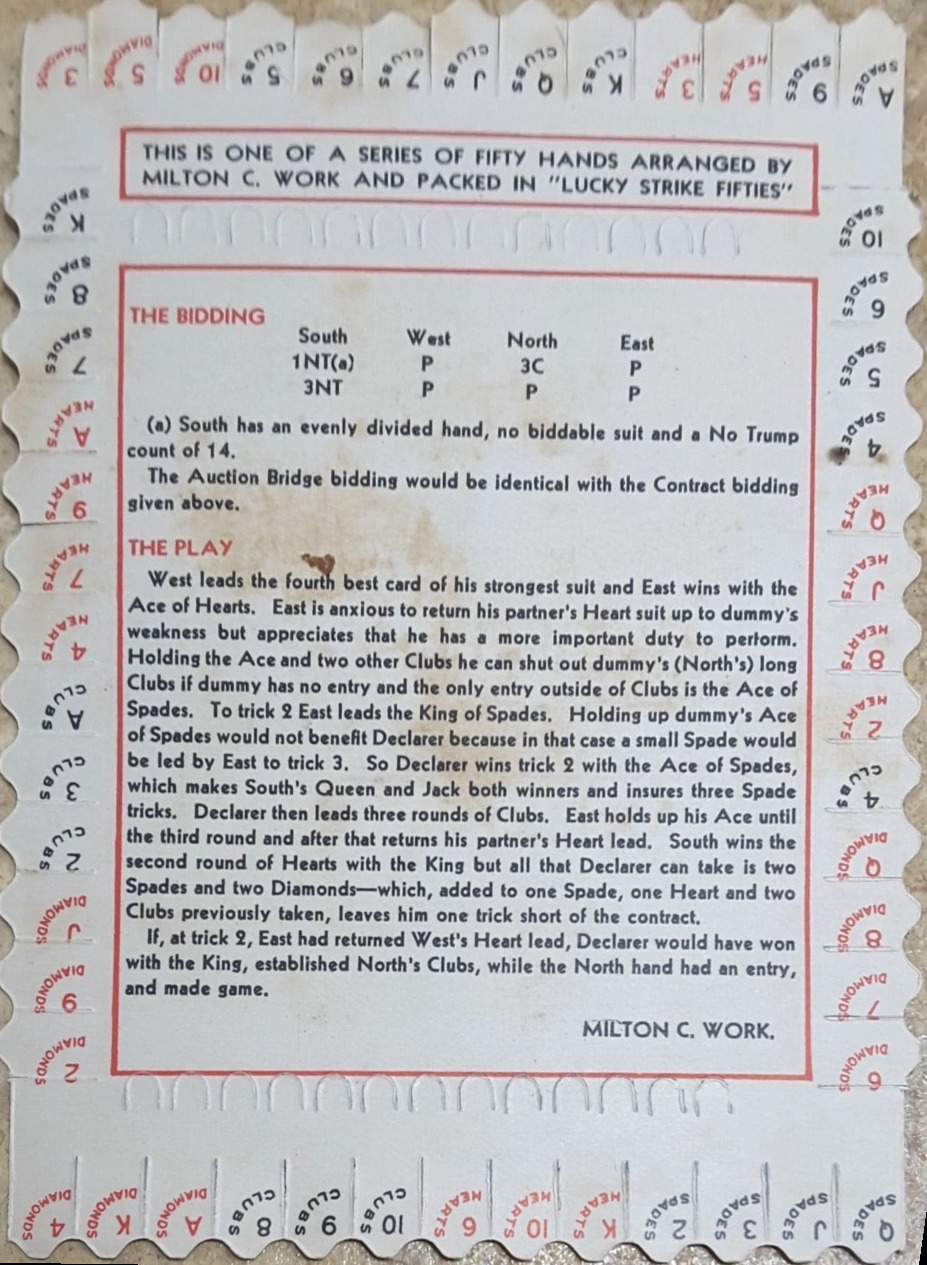 3 DIAMONDS 5 DIAMONDS 10 DIAMONDS 5 CLUBS 6 CLUBS 7 CLUBS J CLUBS Q CLUBS K CLUBS 3 HEARTS 5 HEARTS 9 SPADES A SPADES
THIS IS ONE OF A SERIES OF FIFTY HANDS ARRANGED BY
MILTON C. WORK AND PACKED IN "LUCKY STRIKE FIFTIES"
K SPADES
8 SPADES
7 SPADES
A HEARTS
9 HEARTS
7 HEARTS
4 HEARTS
A CLUBS
3 CLUBS
2 CLUBS
J DIAMONDS
9 DIAMONDS
2 DIAMONDS
THE BIDDING
South West North East
1NT(a) P 3C P
3NT P P P
(a) South has an evenly divided hand, no biddable suit and a No Trump
count of 14.
The Auction Bridge bidding would be identical with the Contract bidding
given above.
THE PLAY
West leads the fourth best card of his strongest suit and East wins with the
Ace of Hearts. East is anxious to return his partner's Heart suit up to dummy's
weakness but appreciates that he has a more important duty to perform.
Holding the Ace and two other Clubs he can shut out dummy's (North's) long
Clubs if dummy has no entry and the only entry outside of Clubs is the Ace of
Spades. To trick 2 East leads the King of Spades. Holding up dummy's Ace
of Spades would not benefit Declarer because in that case a small Spade would
be led by East to trick 3. So Declarer wins trick 2 with the Ace of Spades,
which makes South's Queen and Jack both winners and insures three Spade
tricks. Declarer then leads three rounds of Clubs. East holds up his Ace until
the third round and after that returns his partner's Heart lead. South wins the
second round of Hearts with the King but all that Declarer can take is two
Spades and two Diamonds—which, added to one Spade, one Heart and two
Clubs previously taken, leaves him one trick short of the contract.
If, at trick 2, East had returned West's Heart lead, Declarer would have won
with the King, established North's Clubs, while the North hand had an entry,
and made game.
MILTON C. WORK.
10 SPADES
6 SPADES
5 SPADES
4 SPADES
Q HEARTS
J HEARTS
8 HEARTS
2 HEARTS
4 CLUBS
Q DIAMONDS
8 DIAMONDS
7 DIAMONDS
6 DIAMONDS
4 DIAMONDS K DIAMONDS A DIAMONDS 8 CLUBS 9 CLUBS 10 CLUBS 6 HEARTS 10 HEARTS K HEARTS 2 SPADES 3 SPADES J SPADES Q SPADES